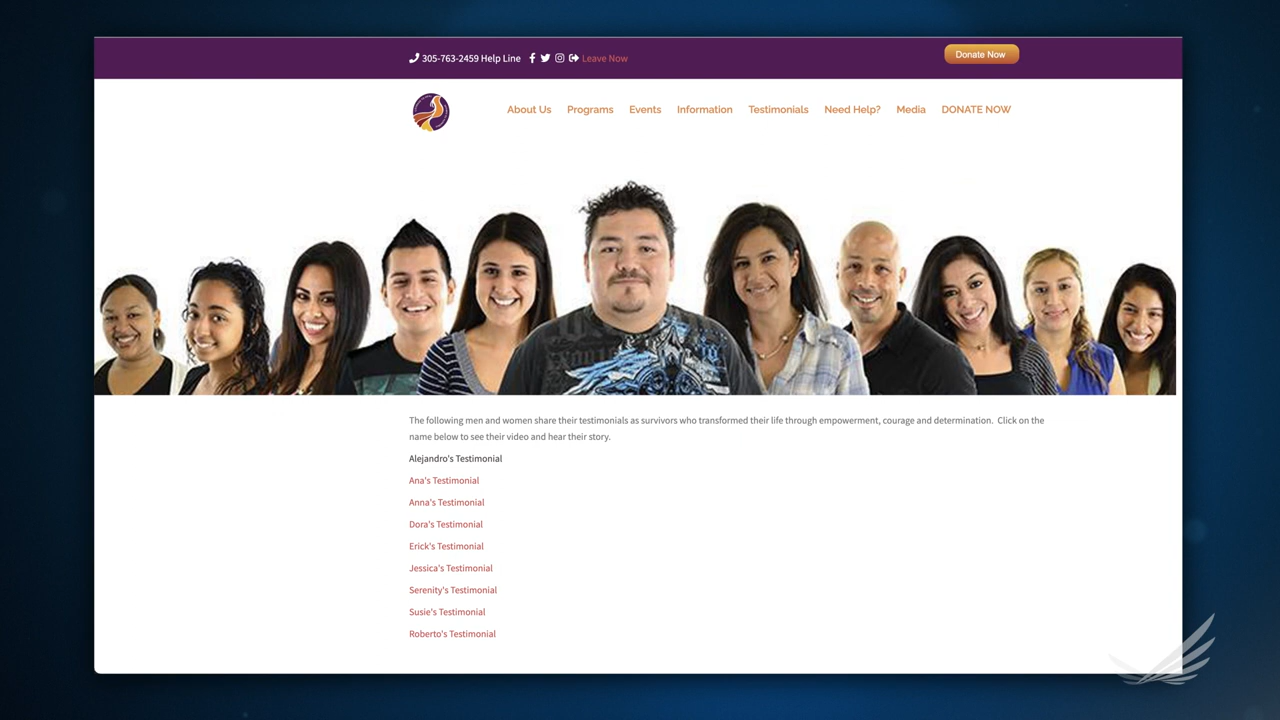 305-763-2459 Help Line Leave Now
Donate Now
About Us Programs Events Information Testimonials Need Help? Media DONATE NOW
The following men and women share their testimonials as survivors who transformed their life through empowerment, courage and determination. Click on the
name below to see their video and hear their story.
Alejandro's Testimonial
Ana's Testimonial
Anna's Testimonial
Dora's Testimonial
Erick's Testimonial
Jessica's Testimonial
Serenity's Testimonial
Susie's Testimonial
Roberto's Testimonial